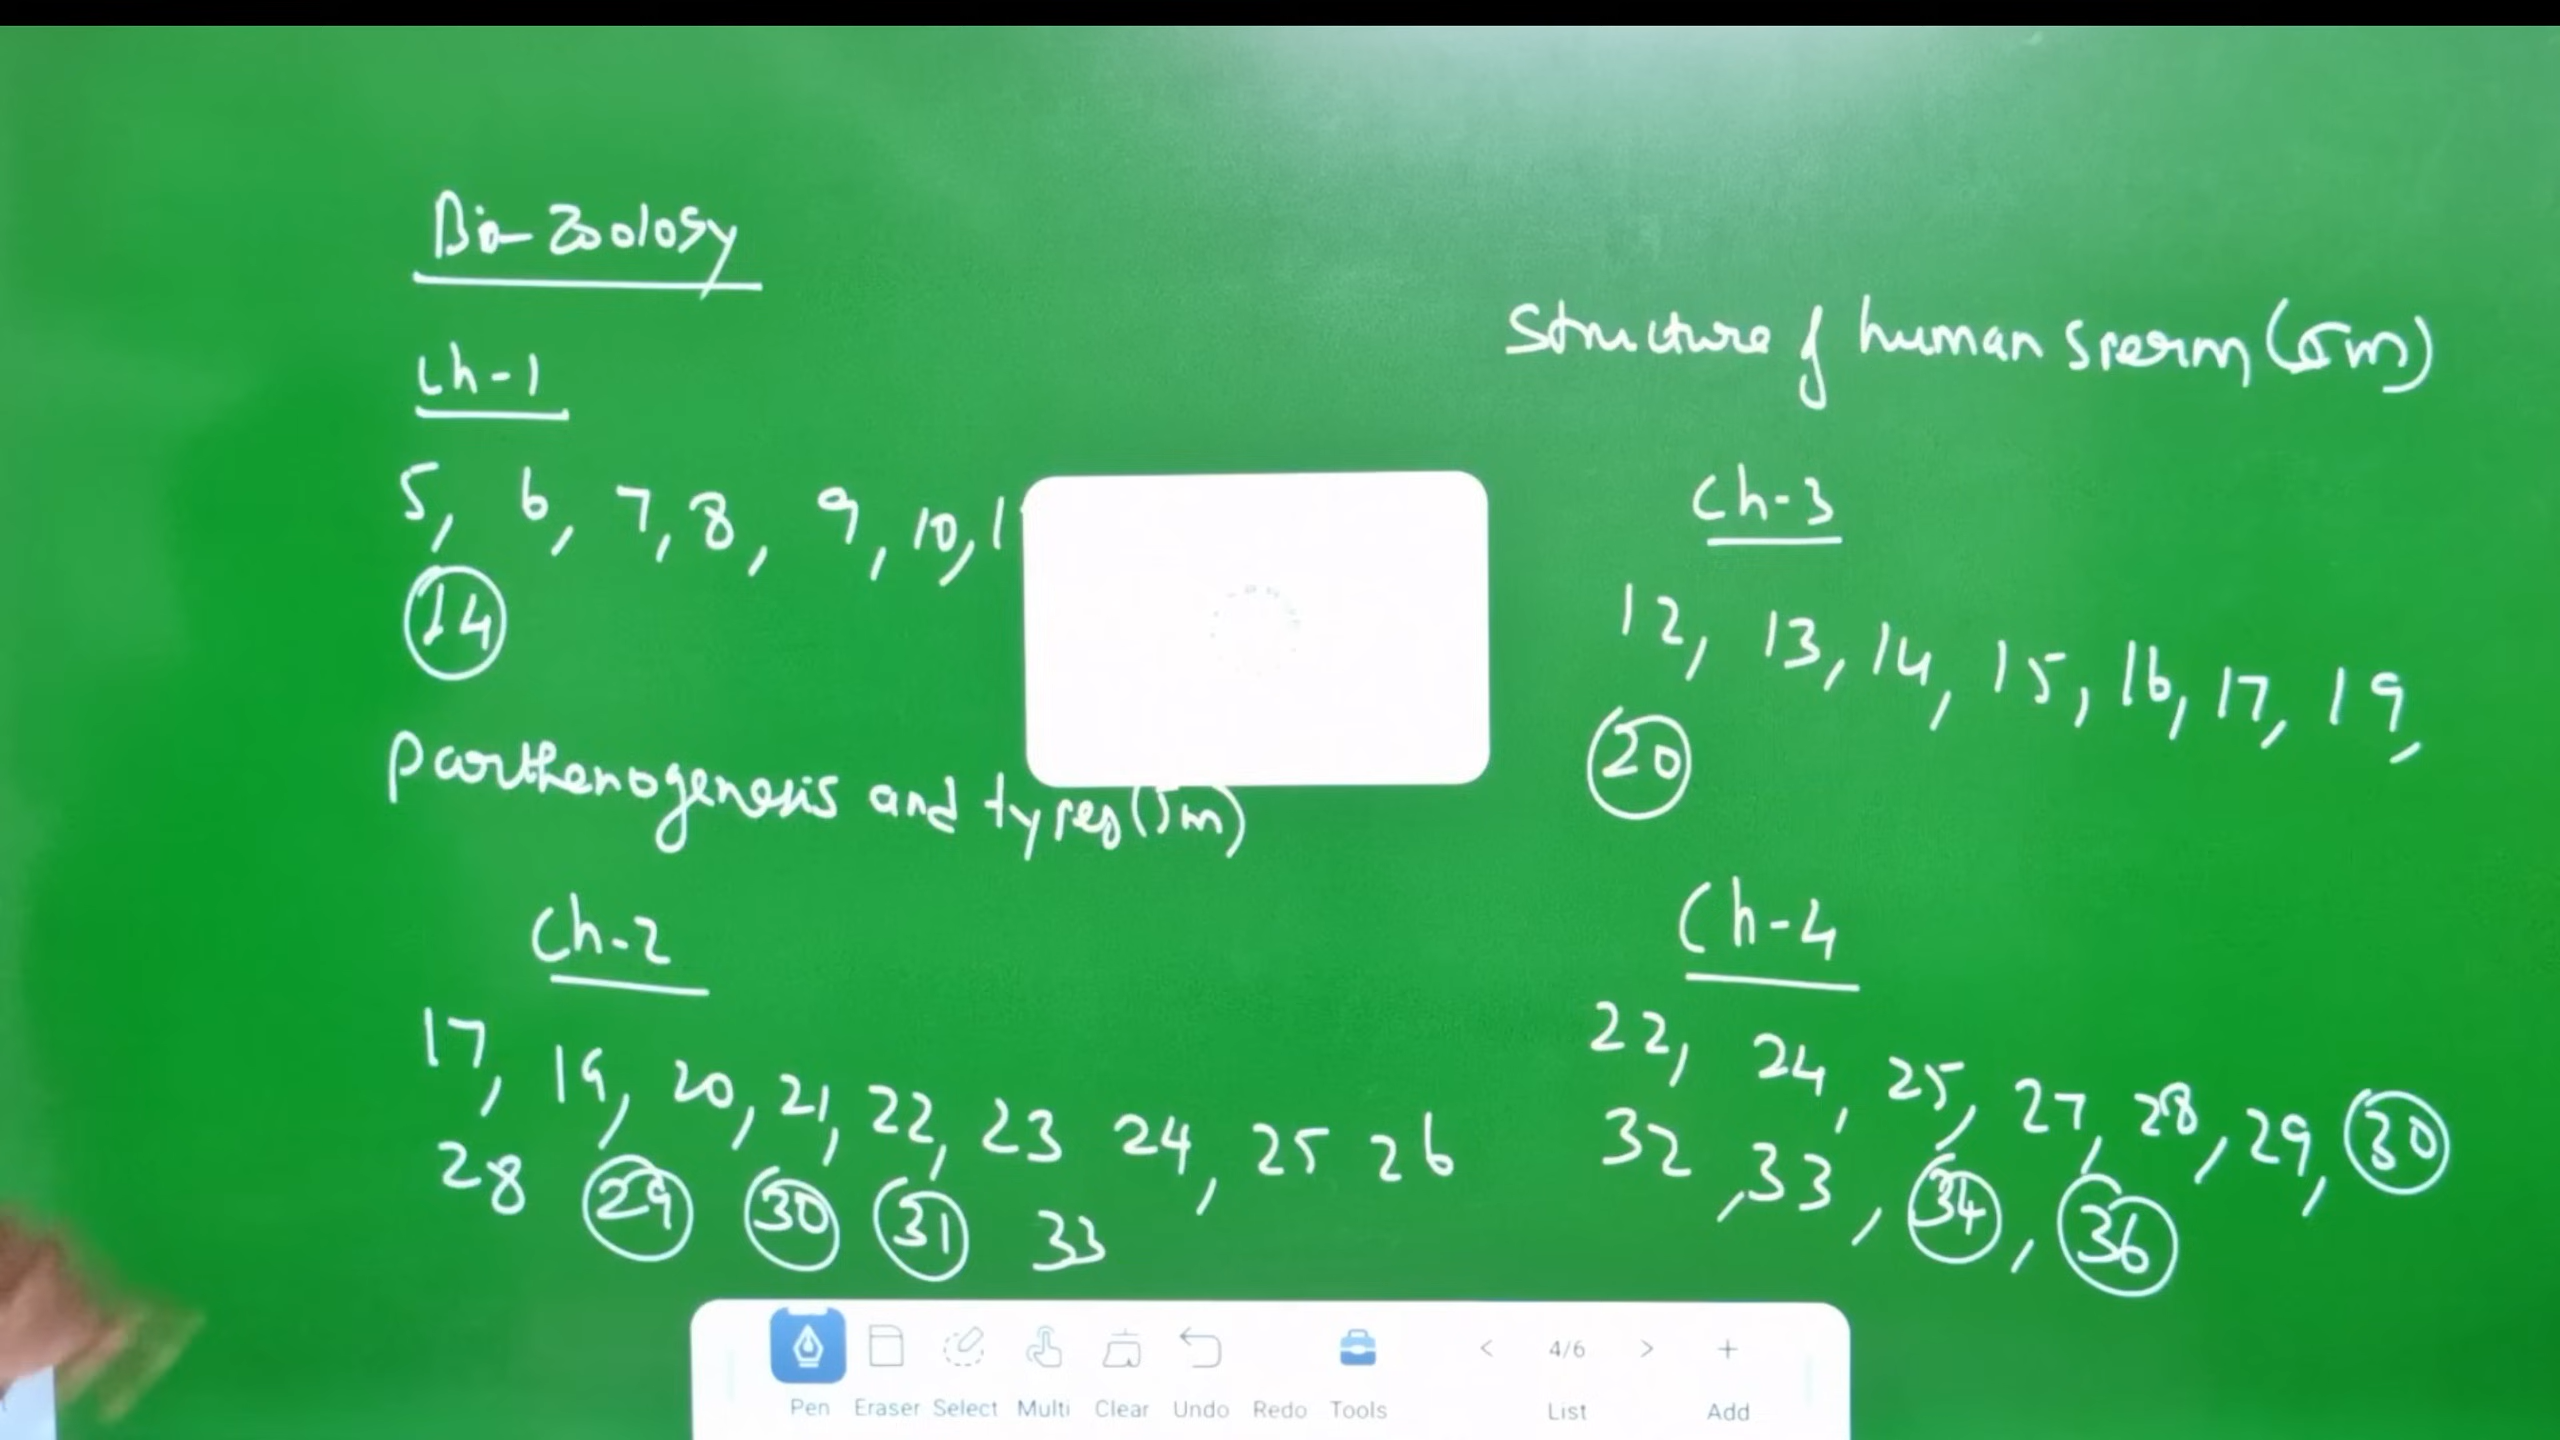 Bio-Zoology
Ch-1
5, 6, 7, 8, 9, 10, 1
14
Parthenogenesis and types (5m)
Ch-2
17, 19, 20, 21, 22, 23 24, 25 26
28 29 30 31 33
Structure of human sperm (5m)
Ch-3
12, 13, 14, 15, 16, 17, 19,
20
Ch-4
22, 24, 25, 27, 28, 29, 30
32, 33, 34, 36
Pen Eraser Select Multi Clear Undo Redo Tools < 4/6 > List + Add